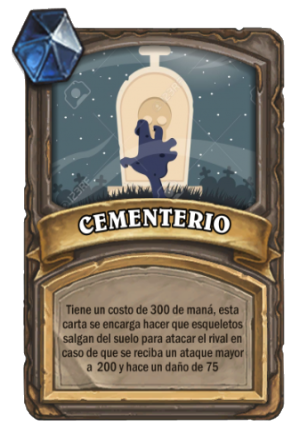 CEMENTERIO
Tiene un costo de 300 de maná, esta
carta se encarga hacer que esqueletos
salgan del suelo para atacar el rival en
caso de que se reciba un ataque mayor
a 200 y hace un daño de 75